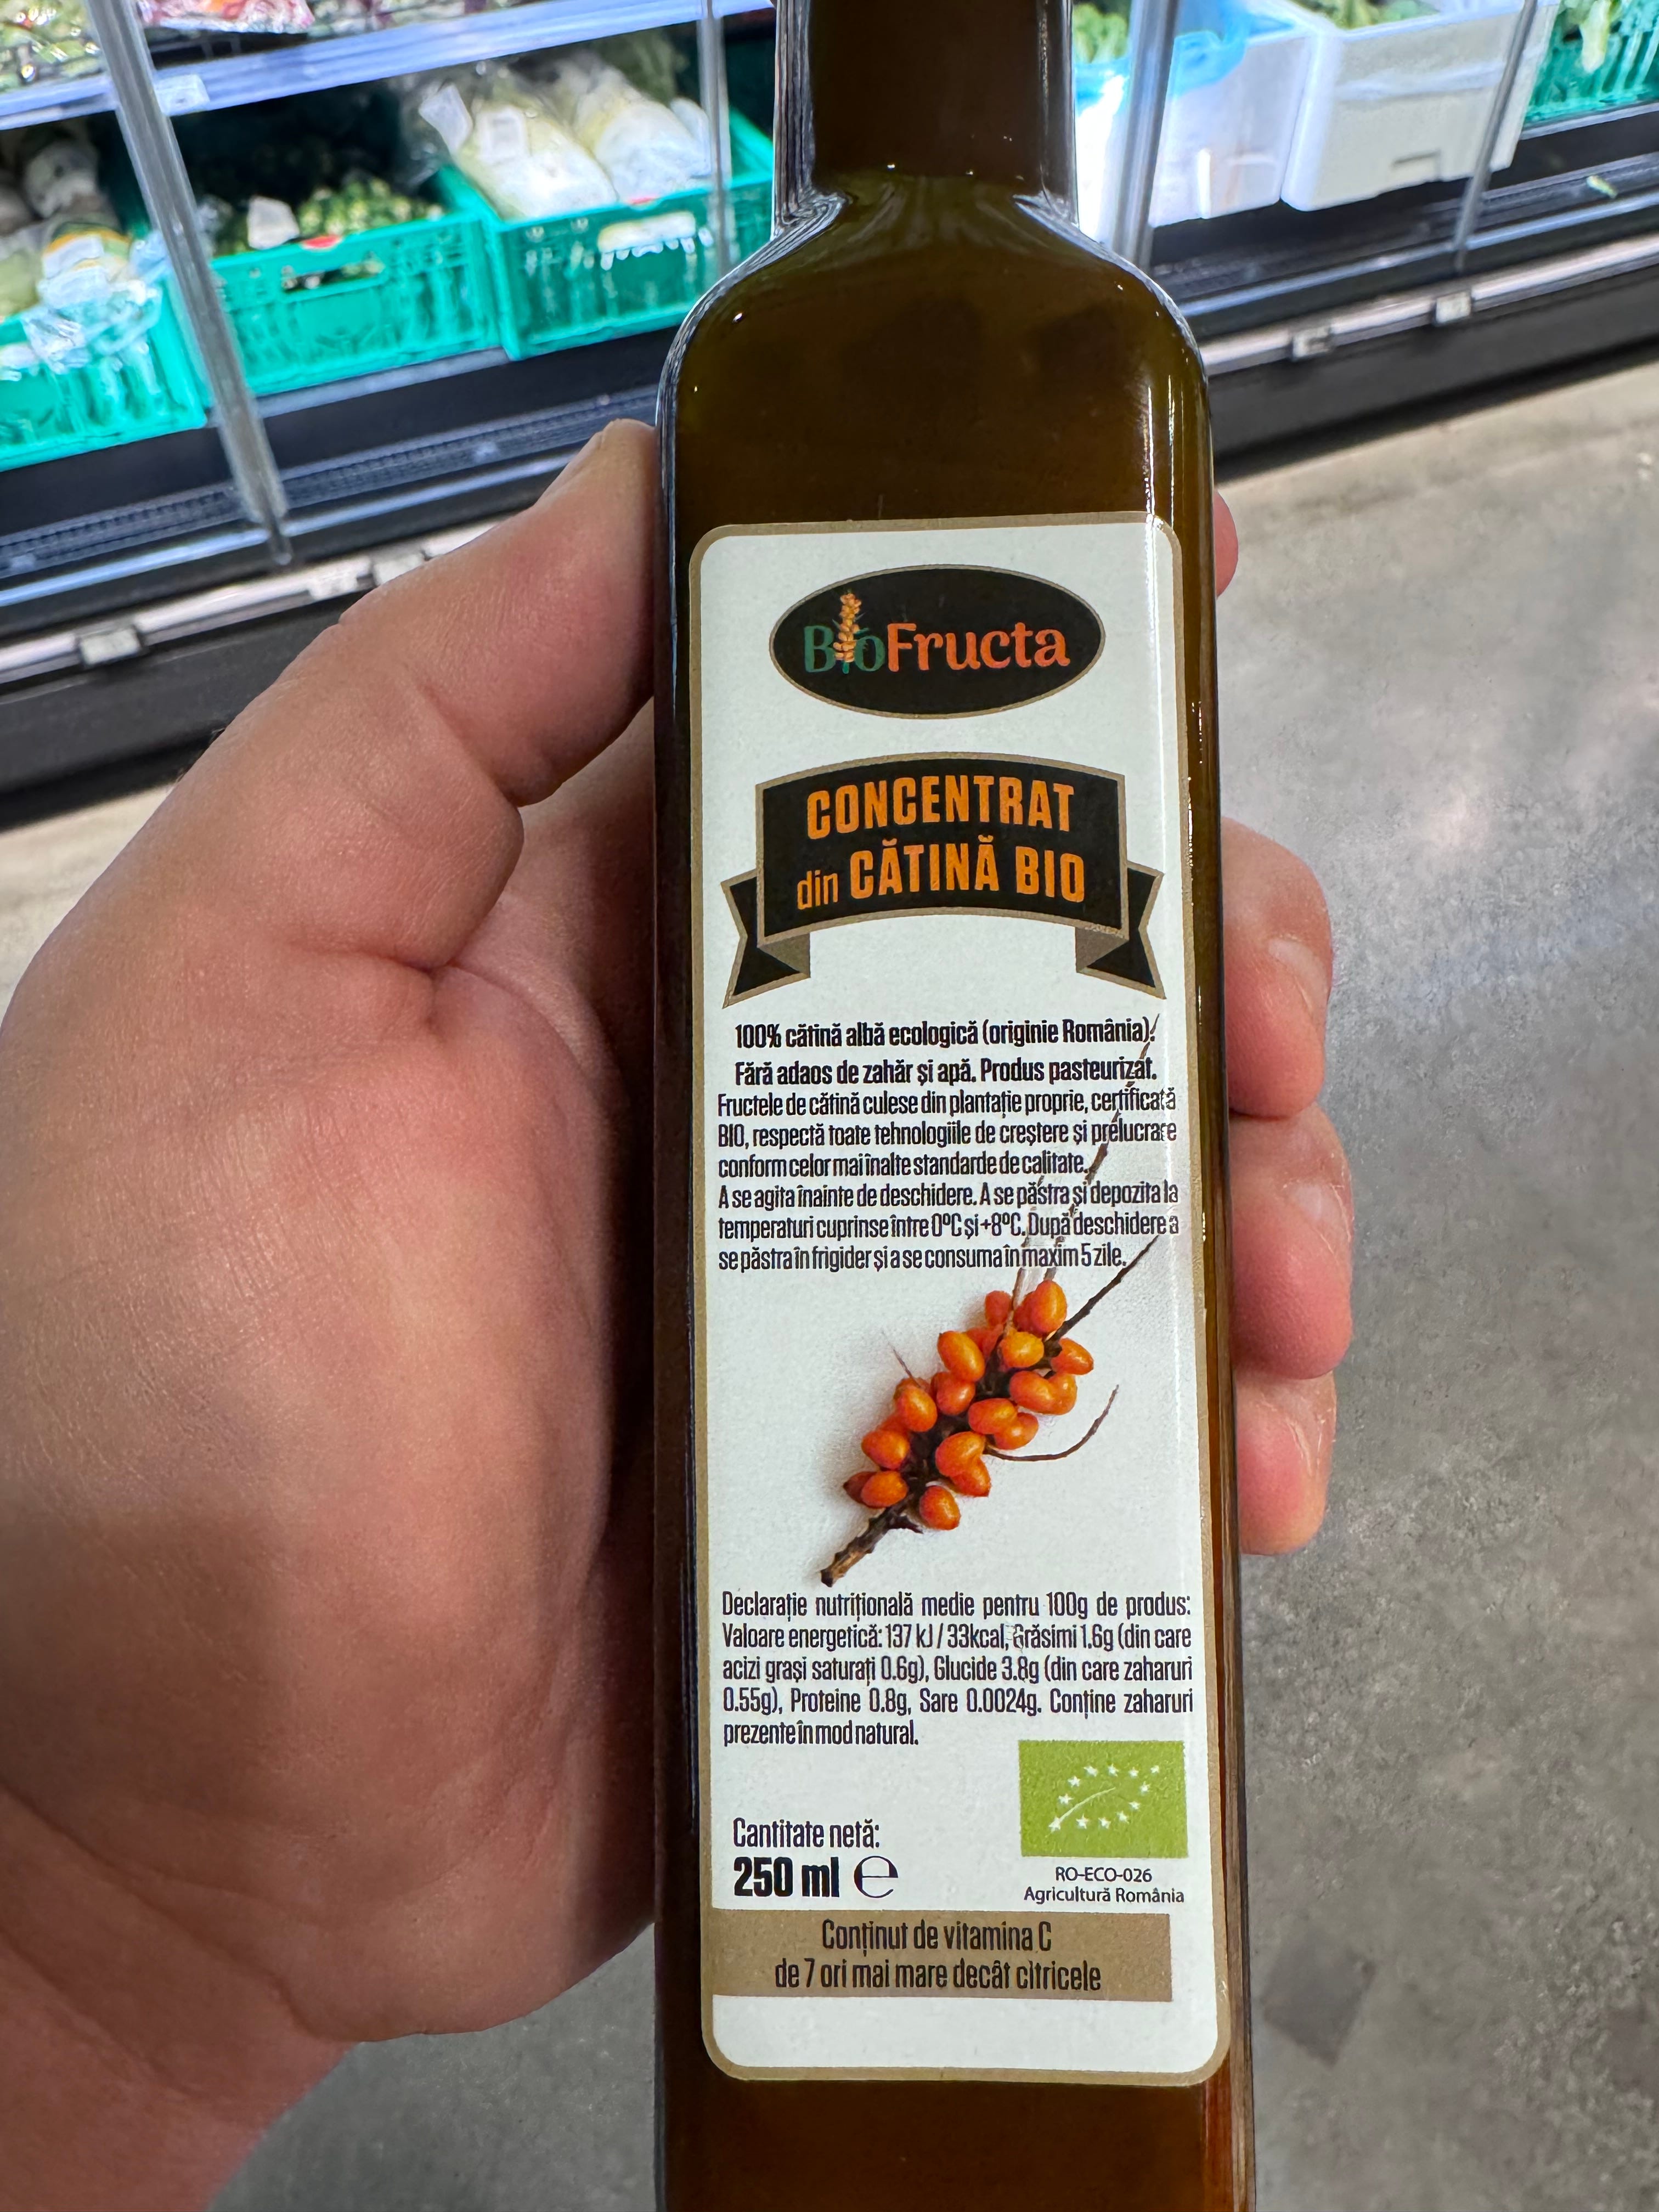 BioFructa
CONCENTRAT
din CĂTINĂ BIO
100% cătină albă ecologică (originie România).
Fără adaos de zahăr și apă. Produs pasteurizat.
Fructele de cătină culese din plantație proprie, certificată
BIO, respectă toate tehnologiile de creștere și prelucrare
conform celor mai înalte standarde de calitate.
A se agita înainte de deschidere. A se păstra și depozita la
temperaturi cuprinse între 0°C și +8°C. După deschidere a
se păstra în frigider și a se consuma în maxim 5 zile.
Declarație nutrițională medie pentru 100g de produs:
Valoare energetică: 137 kJ / 33kcal, Grăsimi 1.6g (din care
acizi grași saturați 0.6g), Glucide 3.8g (din care zaharuri
0.55g), Proteine 0.8g, Sare 0.0024g. Conține zaharuri
prezente în mod natural.
Cantitate netă:
250 ml ℮
RO-ECO-026
Agricultură România
Conținut de vitamina C
de 7 ori mai mare decât citricele